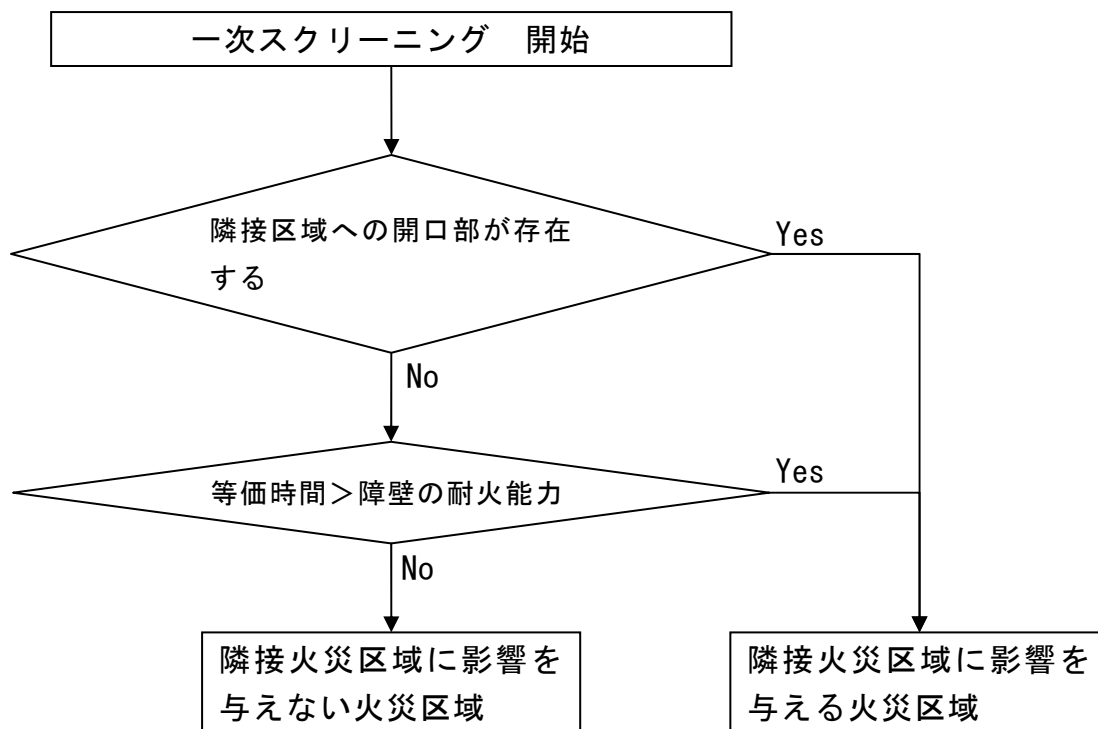 一次スクリーニング 開始
隣接区域への開口部が存在
する
Yes
No
等価時間＞障壁の耐火能力
Yes
No
隣接火災区域に影響を
与えない火災区域
隣接火災区域に影響を
与える火災区域